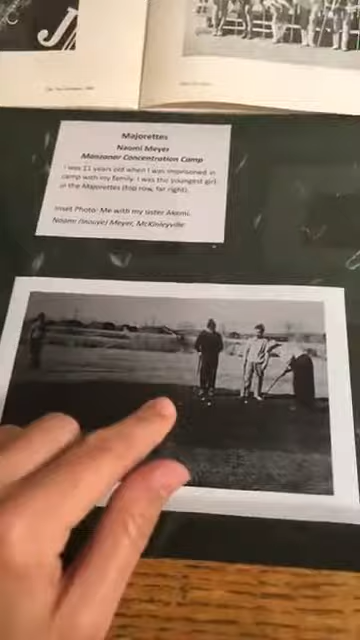 Majorettes
Naomi Meyer
Manzanar Concentration Camp
I was 11 years old when I was imprisoned in
camp with my family. I was the youngest girl
in the Majorettes (top row, far right).
Inset Photo: Me with my sister Akemi.
Naomi (Inouye) Meyer, McKinleyville